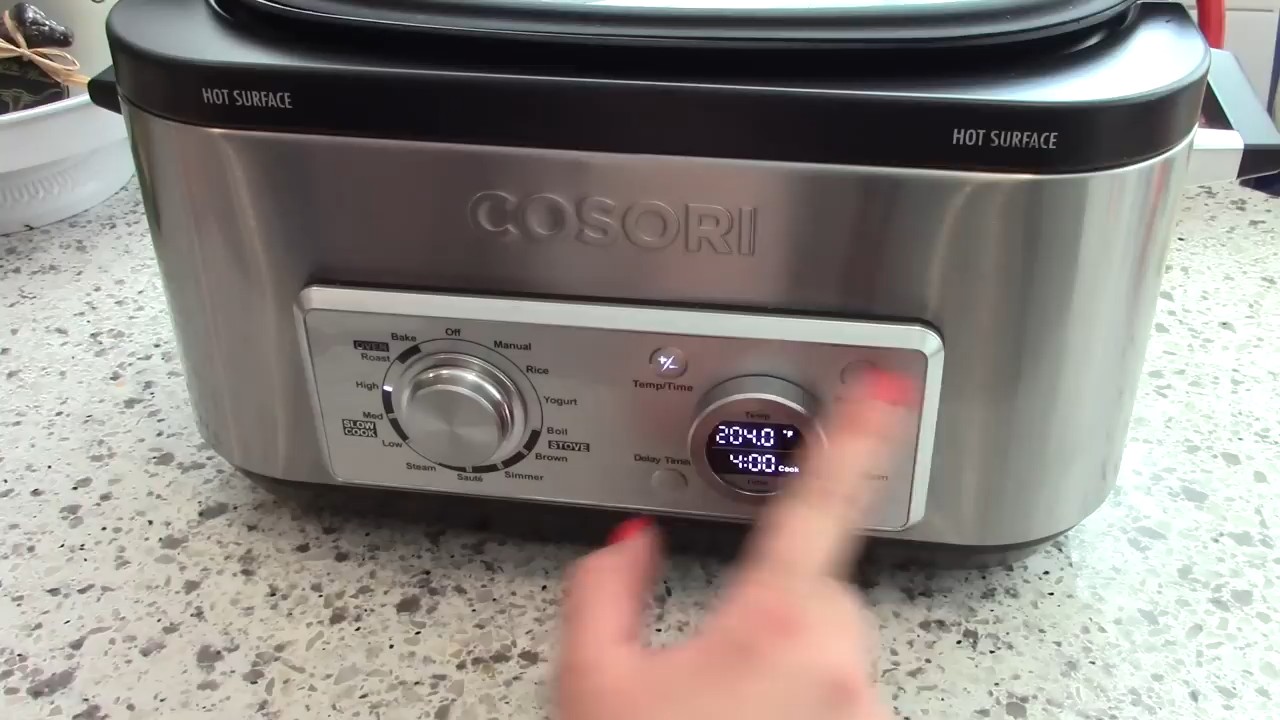 HOT SURFACE
HOT SURFACE
COSORI
Off
Bake
Manual
OVEN
Roast
Rice
High
Yogurt
Med
SLOW
COOK
Low
Boil
STOVE
Brown
Steam
Sauté
Simmer
+/-
Temp/Time
Delay Time
Temp
204.0 °F
4:00 Cook
Time